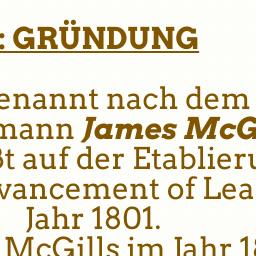 : GRÜNDUNG
enannt nach dem
mann James McG
t auf der Etablieru
vancement of Lea
Jahr 1801.
McGills im Jahr 18